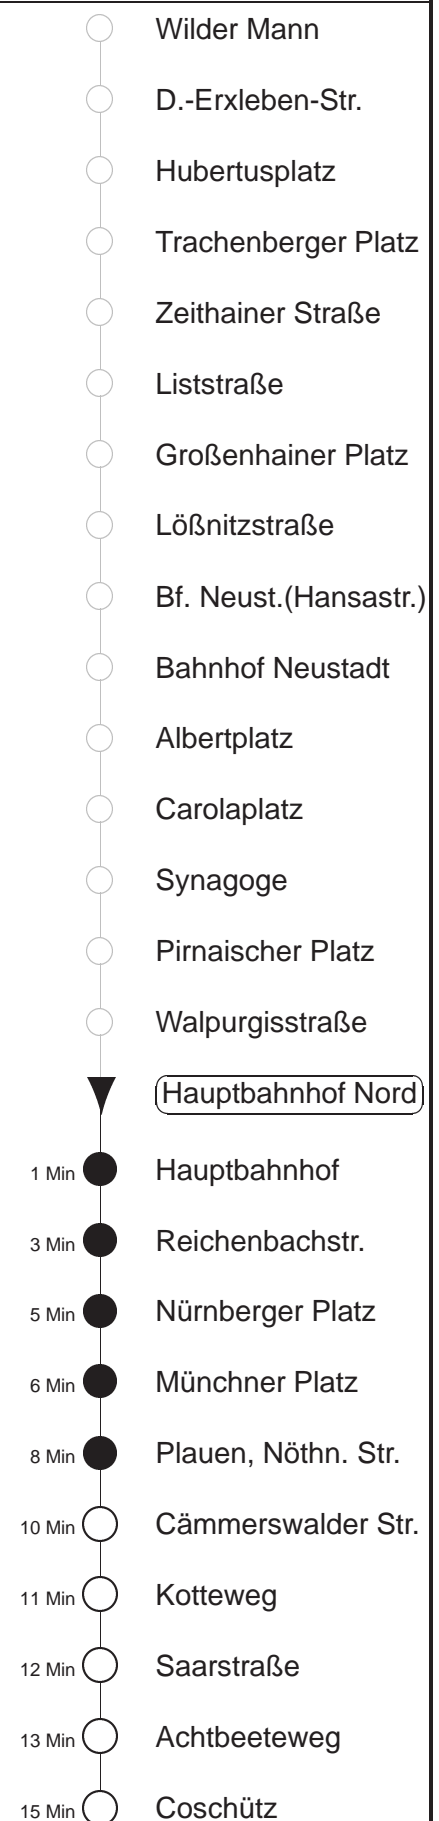 Wilder Mann
D.-Erxleben-Str.
Hubertusplatz
Trachenberger Platz
Zeithainer Straße
Liststraße
Großenhainer Platz
Lößnitzstraße
Bf. Neust.(Hansastr.)
Bahnhof Neustadt
Albertplatz
Carolaplatz
Synagoge
Pirnaischer Platz
Walpurgisstraße
Hauptbahnhof Nord
1 Min Hauptbahnhof
3 Min Reichenbachstr.
5 Min Nürnberger Platz
6 Min Münchner Platz
8 Min Plauen, Nöthn. Str.
10 Min Cämmerswalder Str.
11 Min Kotteweg
12 Min Saarstraße
13 Min Achtbeeteweg
15 Min Coschütz